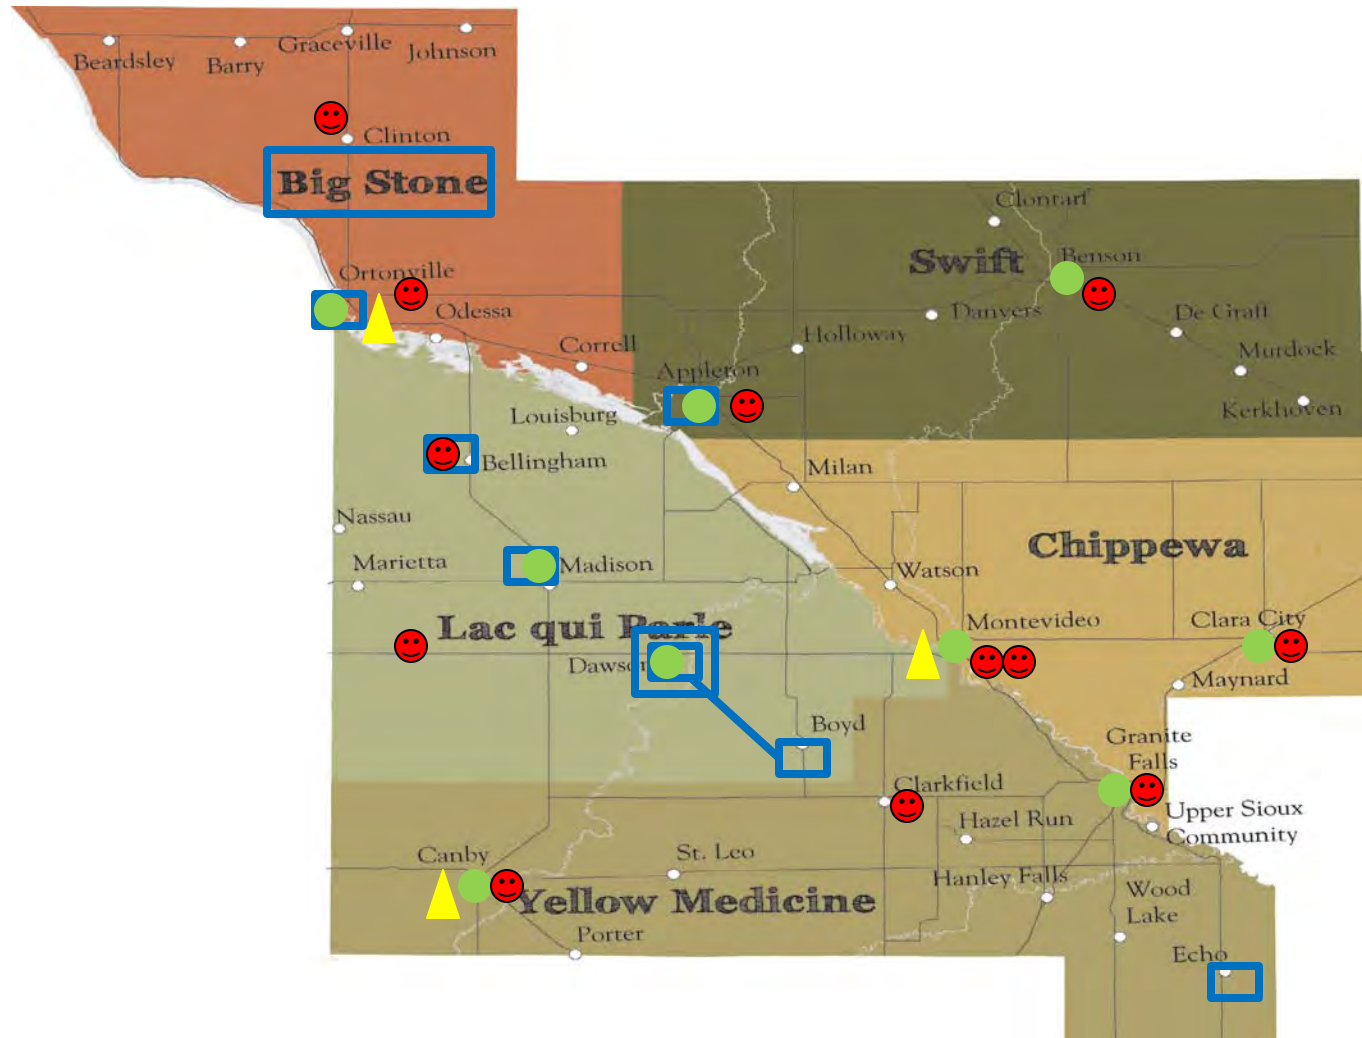 Graceville
Johnson
Beardsley
Barry
Clinton
Big Stone
Clontarf
Swift
Benson
Ortonville
Odessa
Danvers
De Graff
Holloway
Correll
Murdock
Appleton
Kerkhoven
Louisburg
Bellingham
Milan
Nassau
Chippewa
Marietta
Madison
Watson
Lac qui Parle
Montevideo
Clara City
Dawson
Maynard
Boyd
Granite
Falls
Clarkfield
Upper Sioux
Community
Hazel Run
Canby
St. Leo
Hanley Falls
Wood
Lake
Yellow Medicine
Porter
Echo